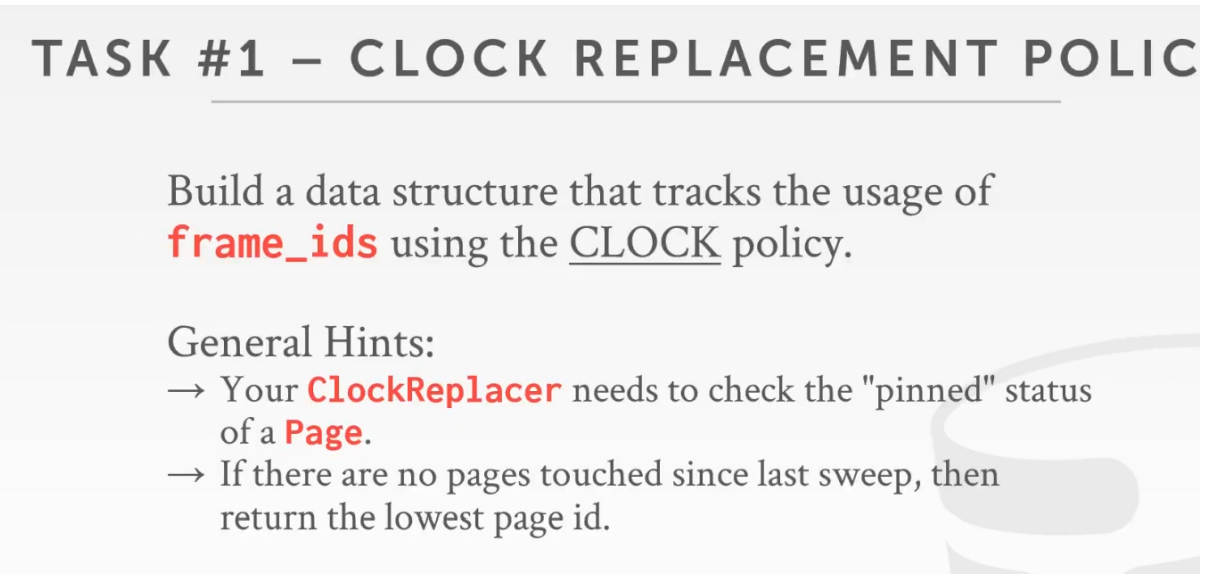 TASK #1 – CLOCK REPLACEMENT POLIC
Build a data structure that tracks the usage of
frame_ids using the CLOCK policy.
General Hints:
→ Your ClockReplacer needs to check the "pinned" status
of a Page.
→ If there are no pages touched since last sweep, then
return the lowest page id.